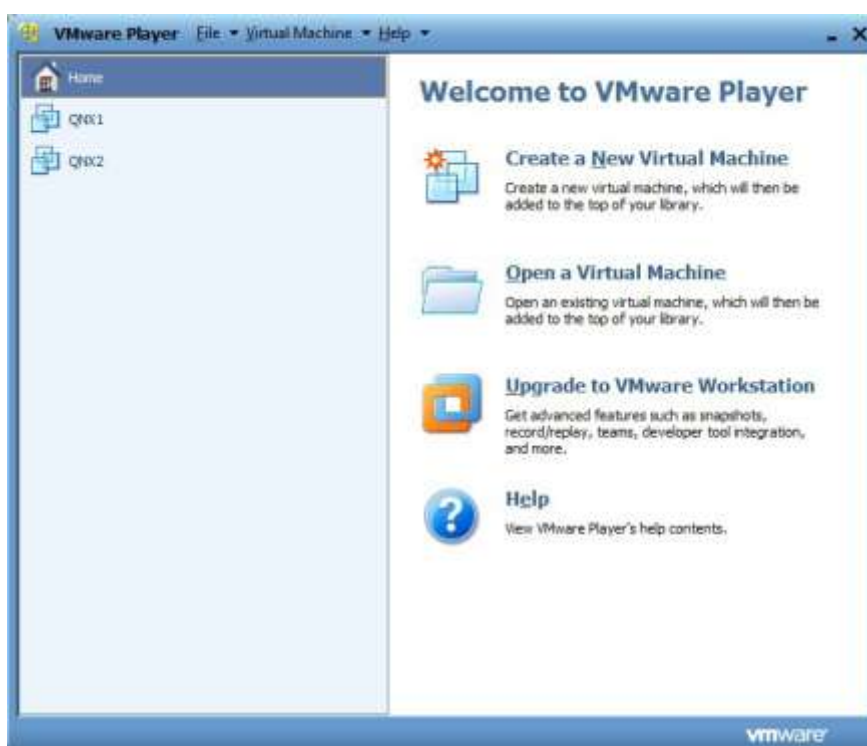 VMware Player File Virtual Machine Help
Home
QNX1
QNX2
Welcome to VMware Player
Create a New Virtual Machine
Create a new virtual machine, which will then be
added to the top of your library.
Open a Virtual Machine
Open an existing virtual machine, which will then be
added to the top of your library.
Upgrade to VMware Workstation
Get advanced features such as snapshots,
record/replay, teams, developer tool integration,
and more.
Help
View VMware Player's help contents.
vmware